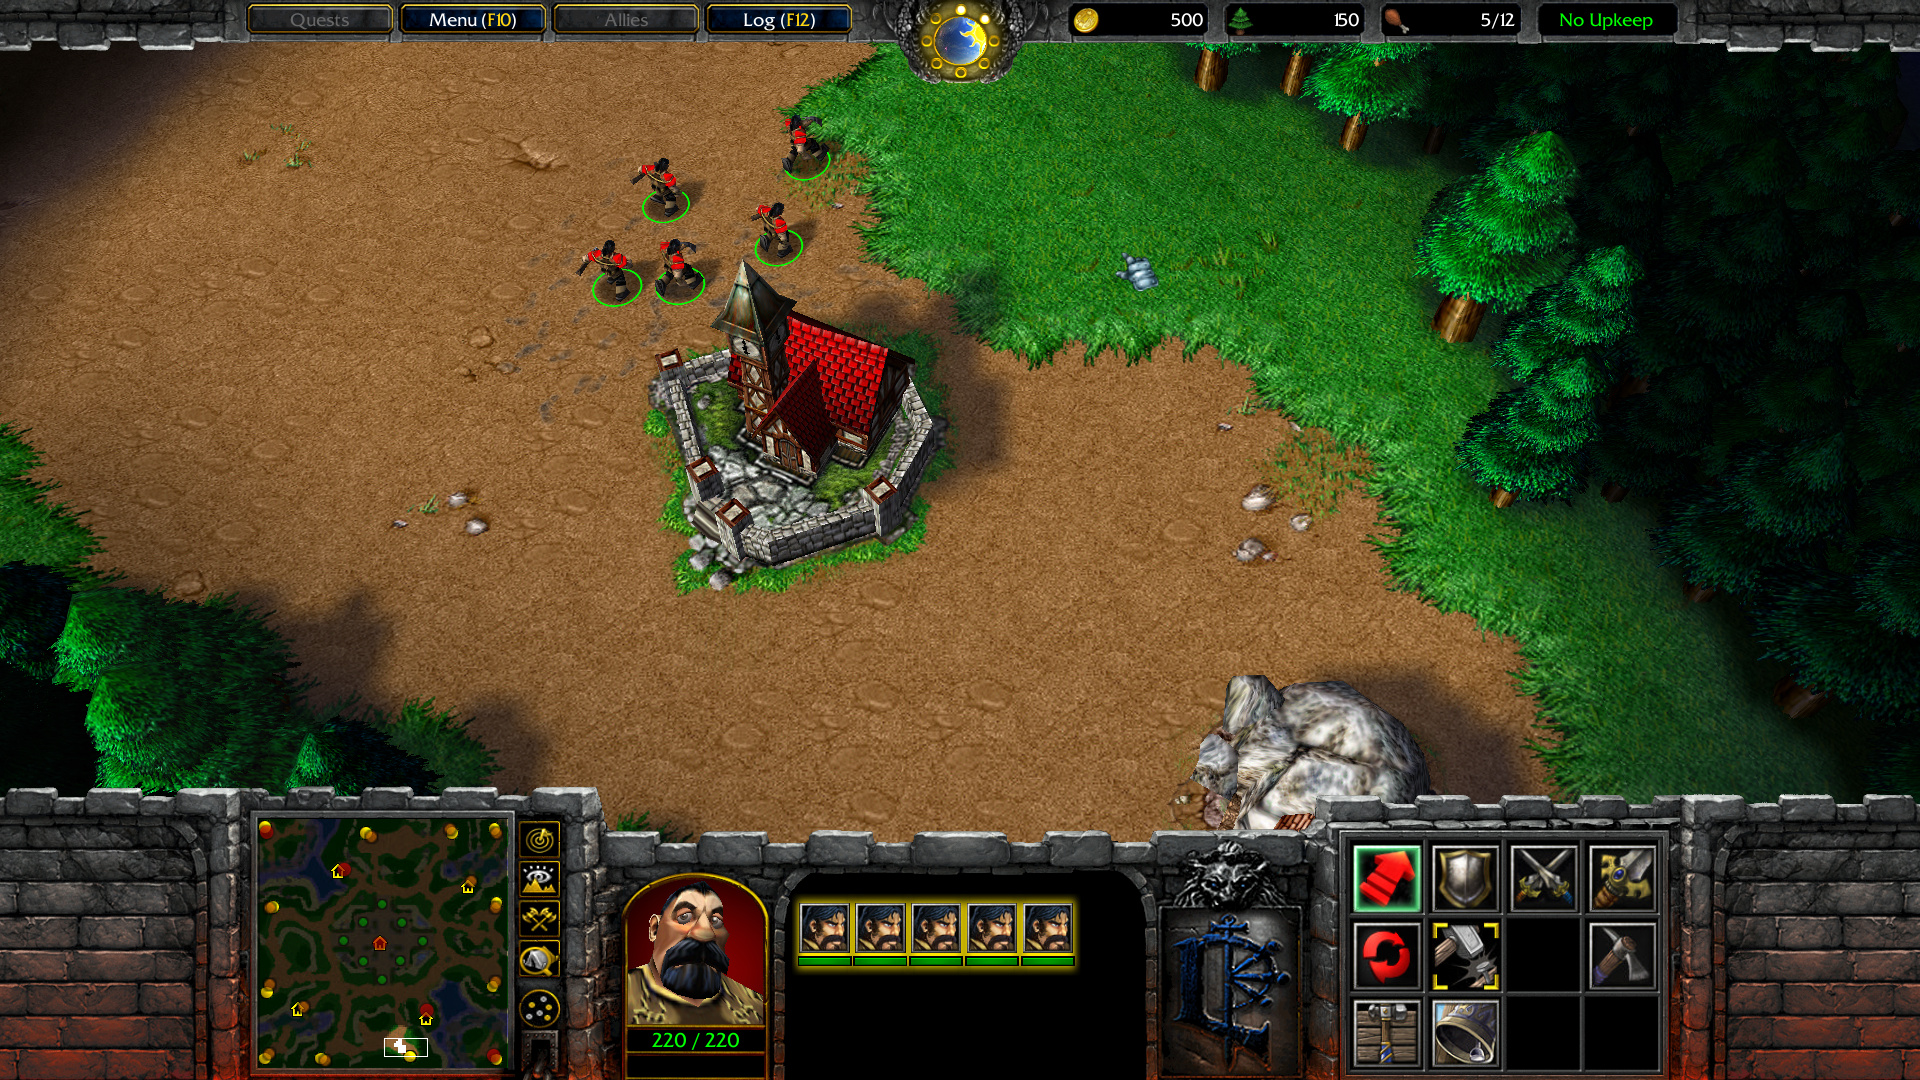 Quests
Menu (F10)
Allies
Log (F12)
500
150
5/12
No Upkeep
220 / 220